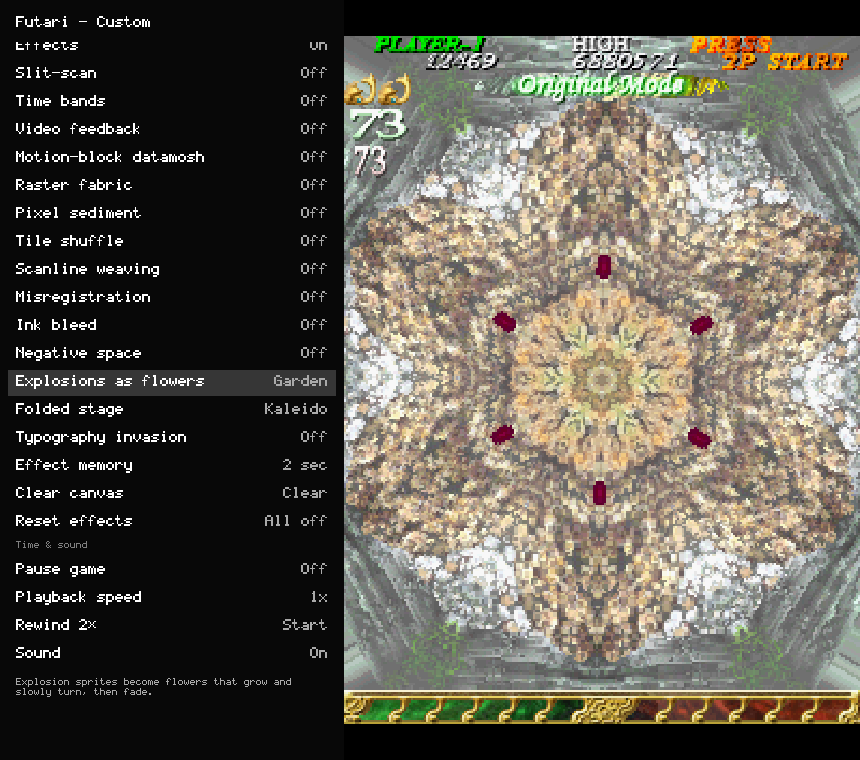 Futari - Custom
Effects On
Slit-scan Off
Time bands Off
Video feedback Off
Motion-block datamosh Off
Raster fabric Off
Pixel sediment Off
Tile shuffle Off
Scanline weaving Off
Misregistration Off
Ink bleed Off
Negative space Off
Explosions as flowers Garden
Folded stage Kaleido
Typography invasion Off
Effect memory 2 sec
Clear canvas Clear
Reset effects All off
Time & sound
Pause game Off
Playback speed 1x
Rewind 2x Start
Sound On
Explosion sprites become flowers that grow and
slowly turn, then fade.
PLAYER-1 HIGH PRESS
12469 6880571 2P START
Original Mode
73
73